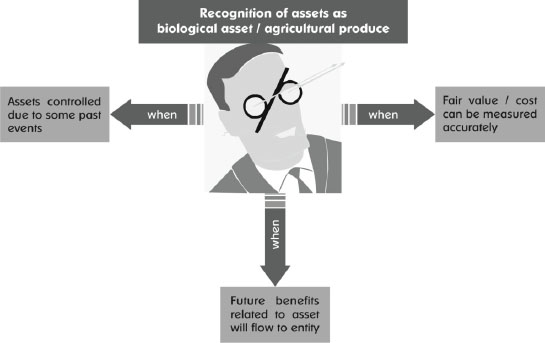 Recognition of assets as
biological asset / agricultural produce
Assets controlled
due to some past
events
when
when
Fair value / cost
can be measured
accurately
when
Future benefits
related to asset
will flow to entity